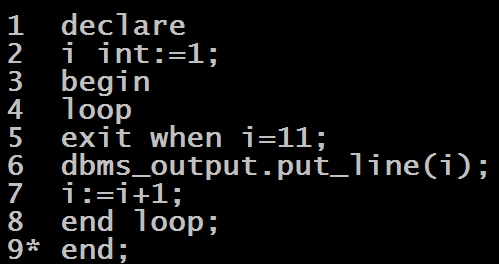 1  declare
2  i int:=1;
3  begin
4  loop
5  exit when i=11;
6  dbms_output.put_line(i);
7  i:=i+1;
8  end loop;
9* end;